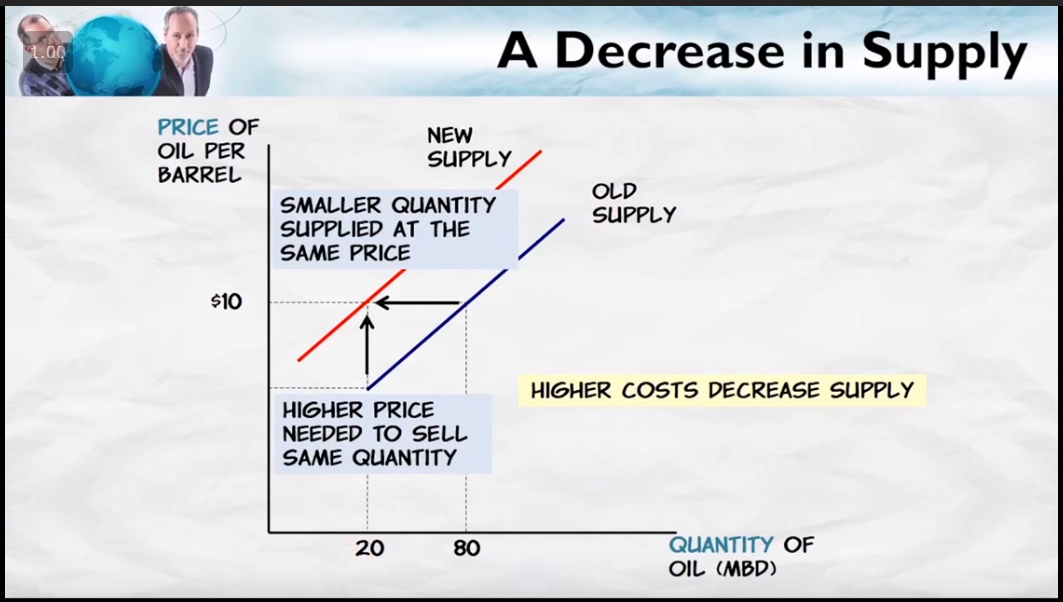 1.00
A Decrease in Supply
PRICE OF
OIL PER
BARREL
NEW
SUPPLY
OLD
SUPPLY
SMALLER QUANTITY
SUPPLIED AT THE
SAME PRICE
$10
HIGHER COSTS DECREASE SUPPLY
HIGHER PRICE
NEEDED TO SELL
SAME QUANTITY
20
80
QUANTITY OF
OIL (MBD)